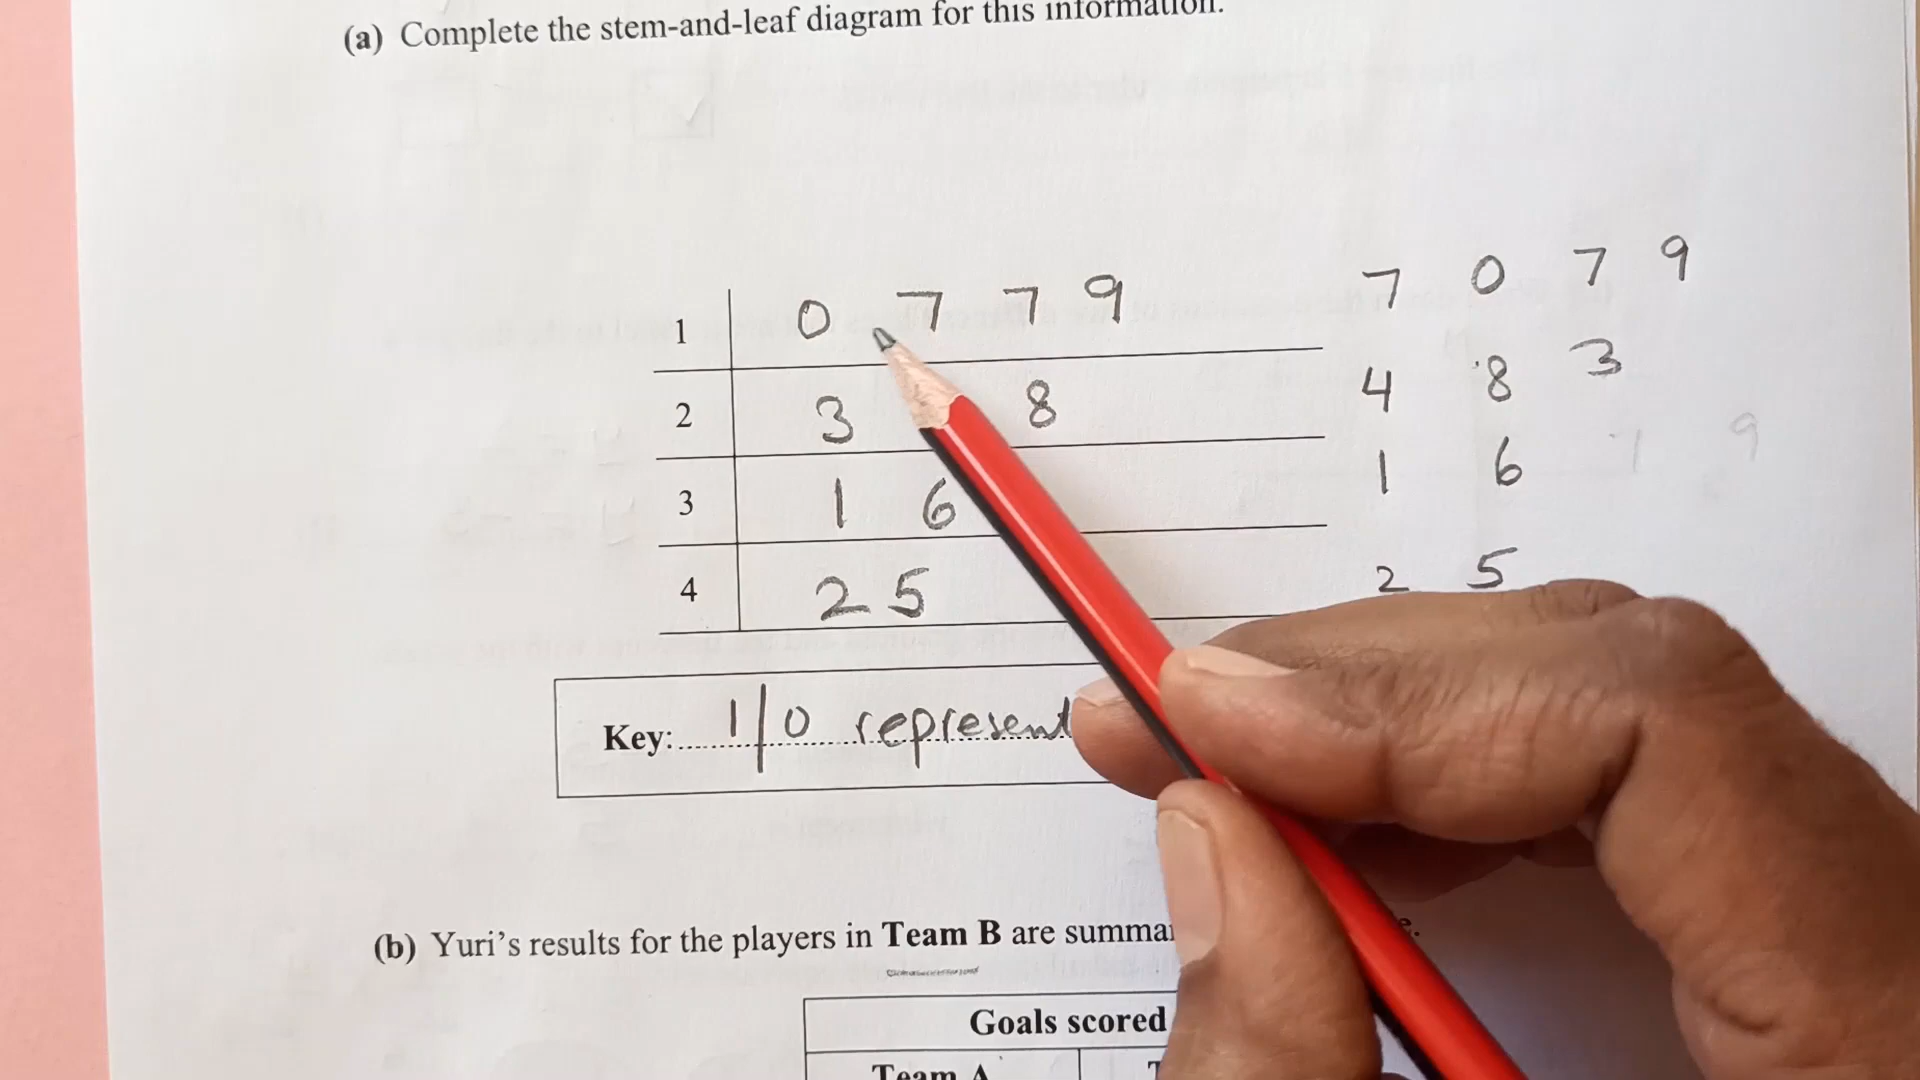 (a) Complete the stem-and-leaf diagram for this information.
1 0 7 7 9 7 0 7 9
2 3 8 4 8 3
3 1 6 1 6
4 2 5 2 5
Key: 1|0 represent
(b) Yuri's results for the players in Team B are summa
Goals scored
Team A